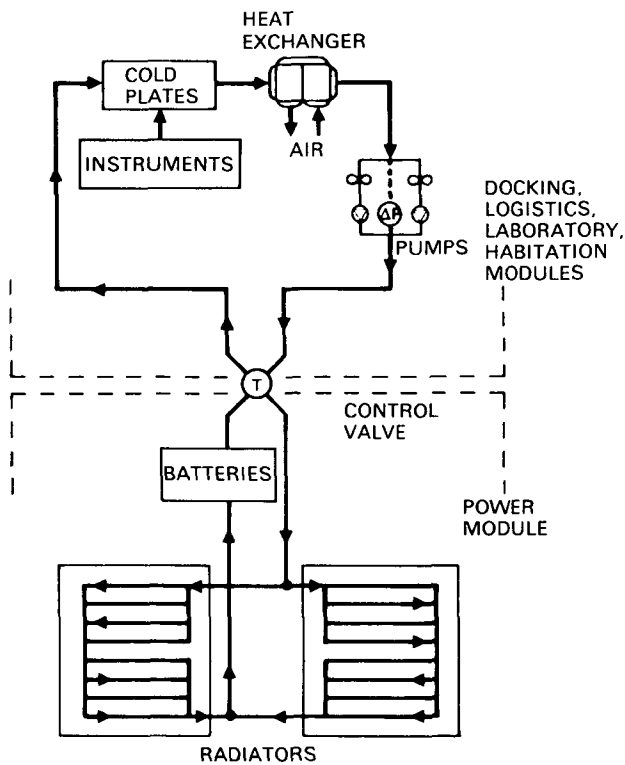 HEAT
EXCHANGER
COLD
PLATES
AIR
INSTRUMENTS
ΔP
PUMPS
DOCKING,
LOGISTICS,
LABORATORY,
HABITATION
MODULES
T
CONTROL
VALVE
BATTERIES
POWER
MODULE
RADIATORS